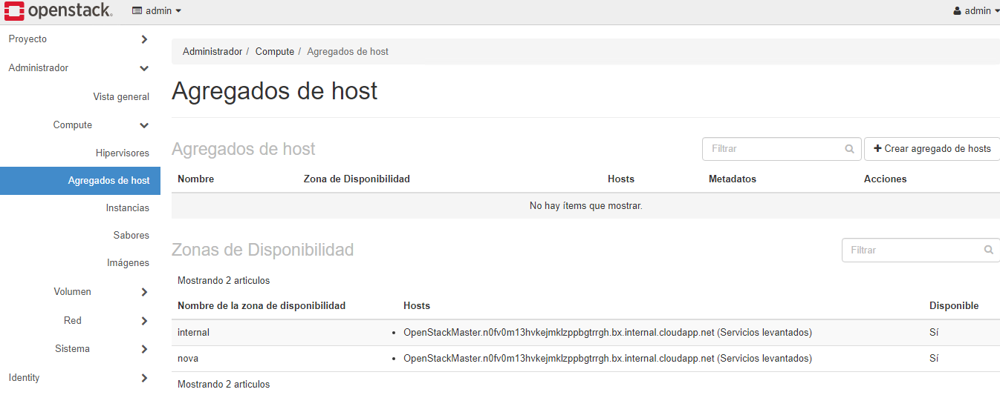 openstack. admin admin
Proyecto
Administrador
Vista general
Compute
Hipervisores
Agregados de host
Instancias
Sabores
Imágenes
Volumen
Red
Sistema
Identity
Administrador / Compute / Agregados de host
Agregados de host
Agregados de host Filtrar + Crear agregado de hosts
Nombre Zona de Disponibilidad Hosts Metadatos Acciones
No hay ítems que mostrar.
Zonas de Disponibilidad Filtrar
Mostrando 2 articulos
Nombre de la zona de disponibilidad Hosts Disponible
internal • OpenStackMaster.n0fv0m13hvkejmklzppbgtrrgh.bx.internal.cloudapp.net (Servicios levantados) Sí
nova • OpenStackMaster.n0fv0m13hvkejmklzppbgtrrgh.bx.internal.cloudapp.net (Servicios levantados) Sí
Mostrando 2 articulos